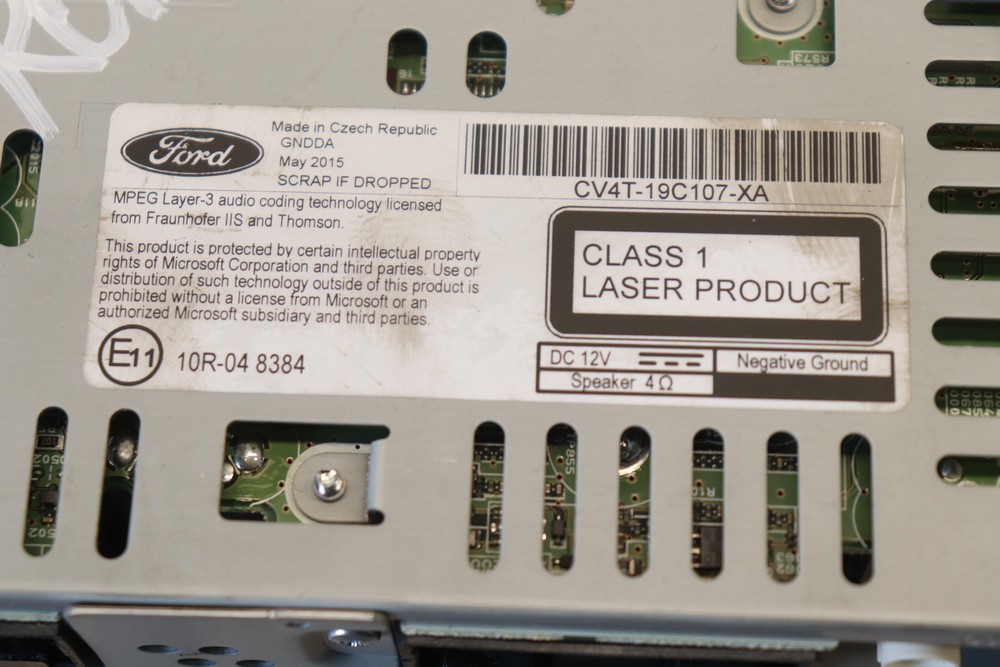 Ford
Made in Czech Republic
GNDDA
May 2015
SCRAP IF DROPPED
CV4T-19C107-XA
MPEG Layer-3 audio coding technology licensed
from Fraunhofer IIS and Thomson.
This product is protected by certain intellectual property
rights of Microsoft Corporation and third parties. Use or
distribution of such technology outside of this product is
prohibited without a license from Microsoft or an
authorized Microsoft subsidiary and third parties.
E11
10R-04 8384
CLASS 1
LASER PRODUCT
DC 12V
Negative Ground
Speaker 4Ω
R573